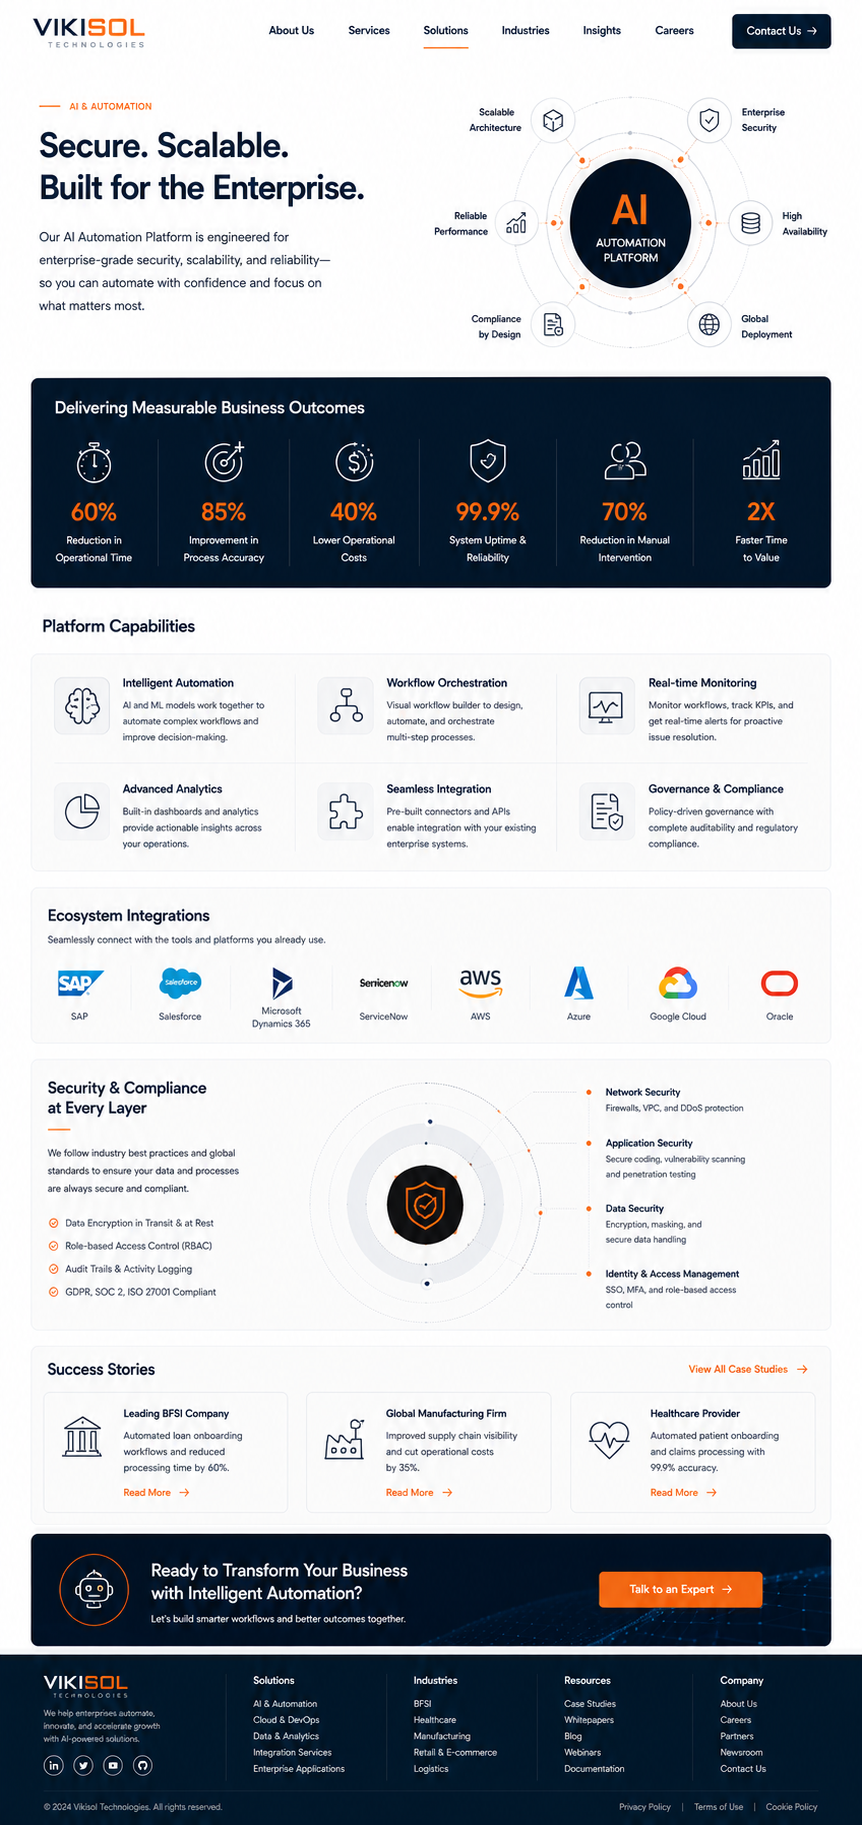 VIKISOL
TECHNOLOGIES
About Us
Services
Solutions
Industries
Insights
Careers
Contact Us →
AI & AUTOMATION
Secure. Scalable.
Built for the Enterprise.
Our AI Automation Platform is engineered for
enterprise-grade security, scalability, and reliability—
so you can automate with confidence and focus on
what matters most.
Scalable
Architecture
Enterprise
Security
Reliable
Performance
AI
AUTOMATION
PLATFORM
High
Availability
Compliance
by Design
Global
Deployment
Delivering Measurable Business Outcomes
60%
Reduction in
Operational Time
85%
Improvement in
Process Accuracy
40%
Lower Operational
Costs
99.9%
System Uptime &
Reliability
70%
Reduction in Manual
Intervention
2X
Faster Time
to Value
Platform Capabilities
Intelligent Automation
AI and ML models work together to
automate complex workflows and
improve decision-making.
Workflow Orchestration
Visual workflow builder to design,
automate, and orchestrate
multi-step processes.
Real-time Monitoring
Monitor workflows, track KPIs, and
get real-time alerts for proactive
issue resolution.
Advanced Analytics
Built-in dashboards and analytics
provide actionable insights across
your operations.
Seamless Integration
Pre-built connectors and APIs
enable integration with your existing
enterprise systems.
Governance & Compliance
Policy-driven governance with
complete auditability and regulatory
compliance.
Ecosystem Integrations
Seamlessly connect with the tools and platforms you already use.
SAP
SAP
Salesforce
Salesforce
Microsoft
Dynamics 365
Servicenow
ServiceNow
aws
AWS
Azure
Google Cloud
Oracle
Security & Compliance
at Every Layer
We follow industry best practices and global
standards to ensure your data and processes
are always secure and compliant.
Data Encryption in Transit & at Rest
Role-based Access Control (RBAC)
Audit Trails & Activity Logging
GDPR, SOC 2, ISO 27001 Compliant
Network Security
Firewalls, VPC, and DDoS protection
Application Security
Secure coding, vulnerability scanning
and penetration testing
Data Security
Encryption, masking, and
secure data handling
Identity & Access Management
SSO, MFA, and role-based access
control
Success Stories
View All Case Studies →
Leading BFSI Company
Automated loan onboarding
workflows and reduced
processing time by 60%.
Read More →
Global Manufacturing Firm
Improved supply chain visibility
and cut operational costs
by 35%.
Read More →
Healthcare Provider
Automated patient onboarding
and claims processing with
99.9% accuracy.
Read More →
Ready to Transform Your Business
with Intelligent Automation?
Let's build smarter workflows and better outcomes together.
Talk to an Expert →
VIKISOL
TECHNOLOGIES
We help enterprises automate,
innovate, and accelerate growth
with AI-powered solutions.
in
Solutions
AI & Automation
Cloud & DevOps
Data & Analytics
Integration Services
Enterprise Applications
Industries
BFSI
Healthcare
Manufacturing
Retail & E-commerce
Logistics
Resources
Case Studies
Whitepapers
Blog
Webinars
Documentation
Company
About Us
Careers
Partners
Newsroom
Contact Us
© 2024 Vikisol Technologies. All rights reserved.
Privacy Policy | Terms of Use | Cookie Policy